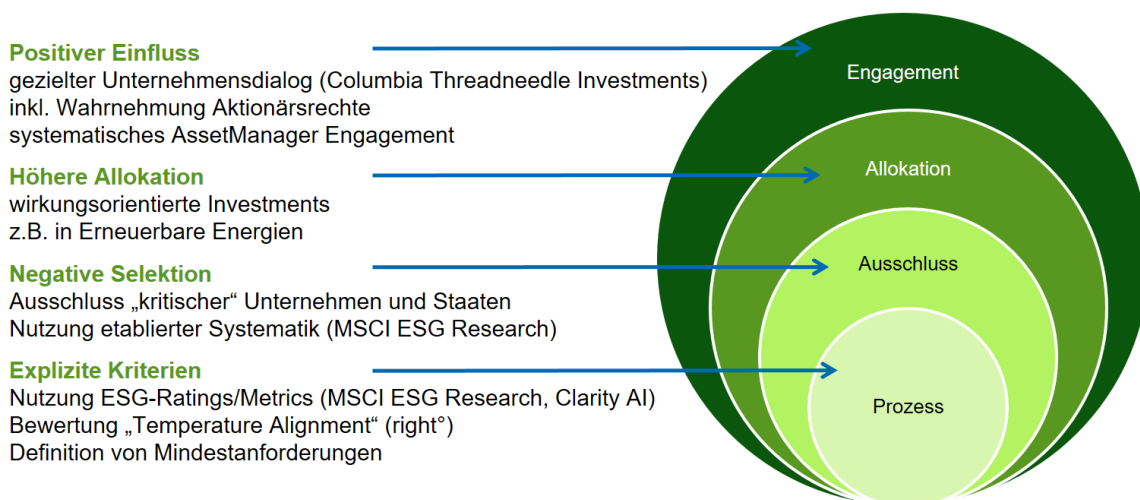 Positiver Einfluss
gezielter Unternehmensdialog (Columbia Threadneedle Investments)
inkl. Wahrnehmung Aktionärsrechte
systematisches AssetManager Engagement
Höhere Allokation
wirkungsorientierte Investments
z.B. in Erneuerbare Energien
Negative Selektion
Ausschluss „kritischer“ Unternehmen und Staaten
Nutzung etablierter Systematik (MSCI ESG Research)
Explizite Kriterien
Nutzung ESG-Ratings/Metrics (MSCI ESG Research, Clarity AI)
Bewertung „Temperature Alignment“ (right°)
Definition von Mindestanforderungen
Engagement
Allokation
Ausschluss
Prozess